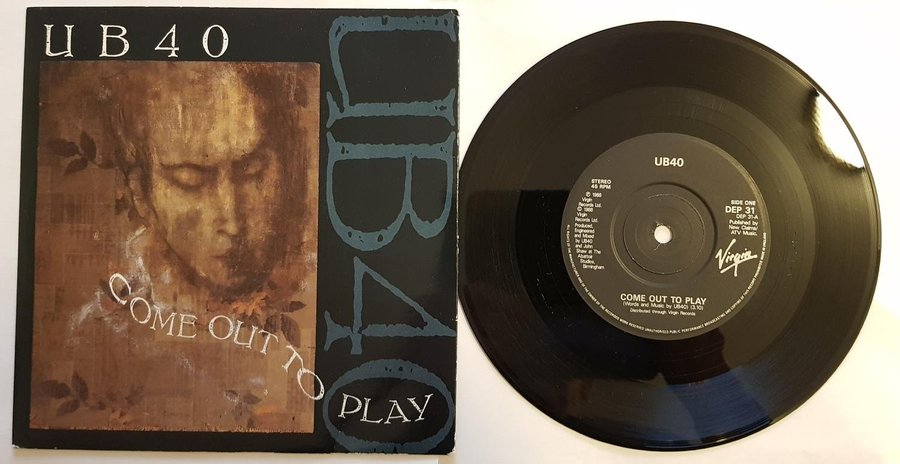 UB40
UB40
COME OUT TO
PLAY
UB40
STEREO
45 RPM
℗ 1988
Virgin
Records Ltd.
© 1988
Virgin
Records Ltd.
Produced,
Engineered
and Mixed
by UB40
and John
Shaw at The
Abattoir
Studios,
Birmingham
SIDE ONE
DEP 31
DEP 31-A
Published by
New Claims/
ATV Music.
Virgin
COME OUT TO PLAY
(Words and Music by UB40) (3.10)
Distributed through Virgin Records